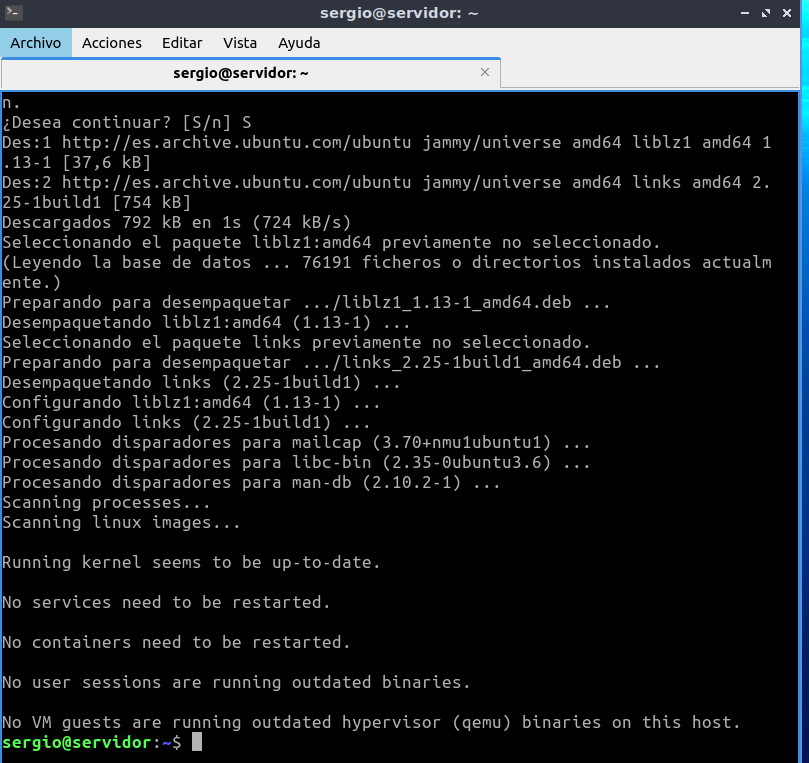 sergio@servidor: ~
Archivo Acciones Editar Vista Ayuda
sergio@servidor: ~
n.
¿Desea continuar? [S/n] S
Des:1 http://es.archive.ubuntu.com/ubuntu jammy/universe amd64 liblz1 amd64 1
.13-1 [37,6 kB]
Des:2 http://es.archive.ubuntu.com/ubuntu jammy/universe amd64 links amd64 2.
25-1build1 [754 kB]
Descargados 792 kB en 1s (724 kB/s)
Seleccionando el paquete liblz1:amd64 previamente no seleccionado.
(Leyendo la base de datos ... 76191 ficheros o directorios instalados actualm
ente.)
Preparando para desempaquetar .../liblz1_1.13-1_amd64.deb ...
Desempaquetando liblz1:amd64 (1.13-1) ...
Seleccionando el paquete links previamente no seleccionado.
Preparando para desempaquetar .../links_2.25-1build1_amd64.deb ...
Desempaquetando links (2.25-1build1) ...
Configurando liblz1:amd64 (1.13-1) ...
Configurando links (2.25-1build1) ...
Procesando disparadores para mailcap (3.70+nmu1ubuntu1) ...
Procesando disparadores para libc-bin (2.35-0ubuntu3.6) ...
Procesando disparadores para man-db (2.10.2-1) ...
Scanning processes...
Scanning linux images...
Running kernel seems to be up-to-date.
No services need to be restarted.
No containers need to be restarted.
No user sessions are running outdated binaries.
No VM guests are running outdated hypervisor (qemu) binaries on this host.
sergio@servidor:~$